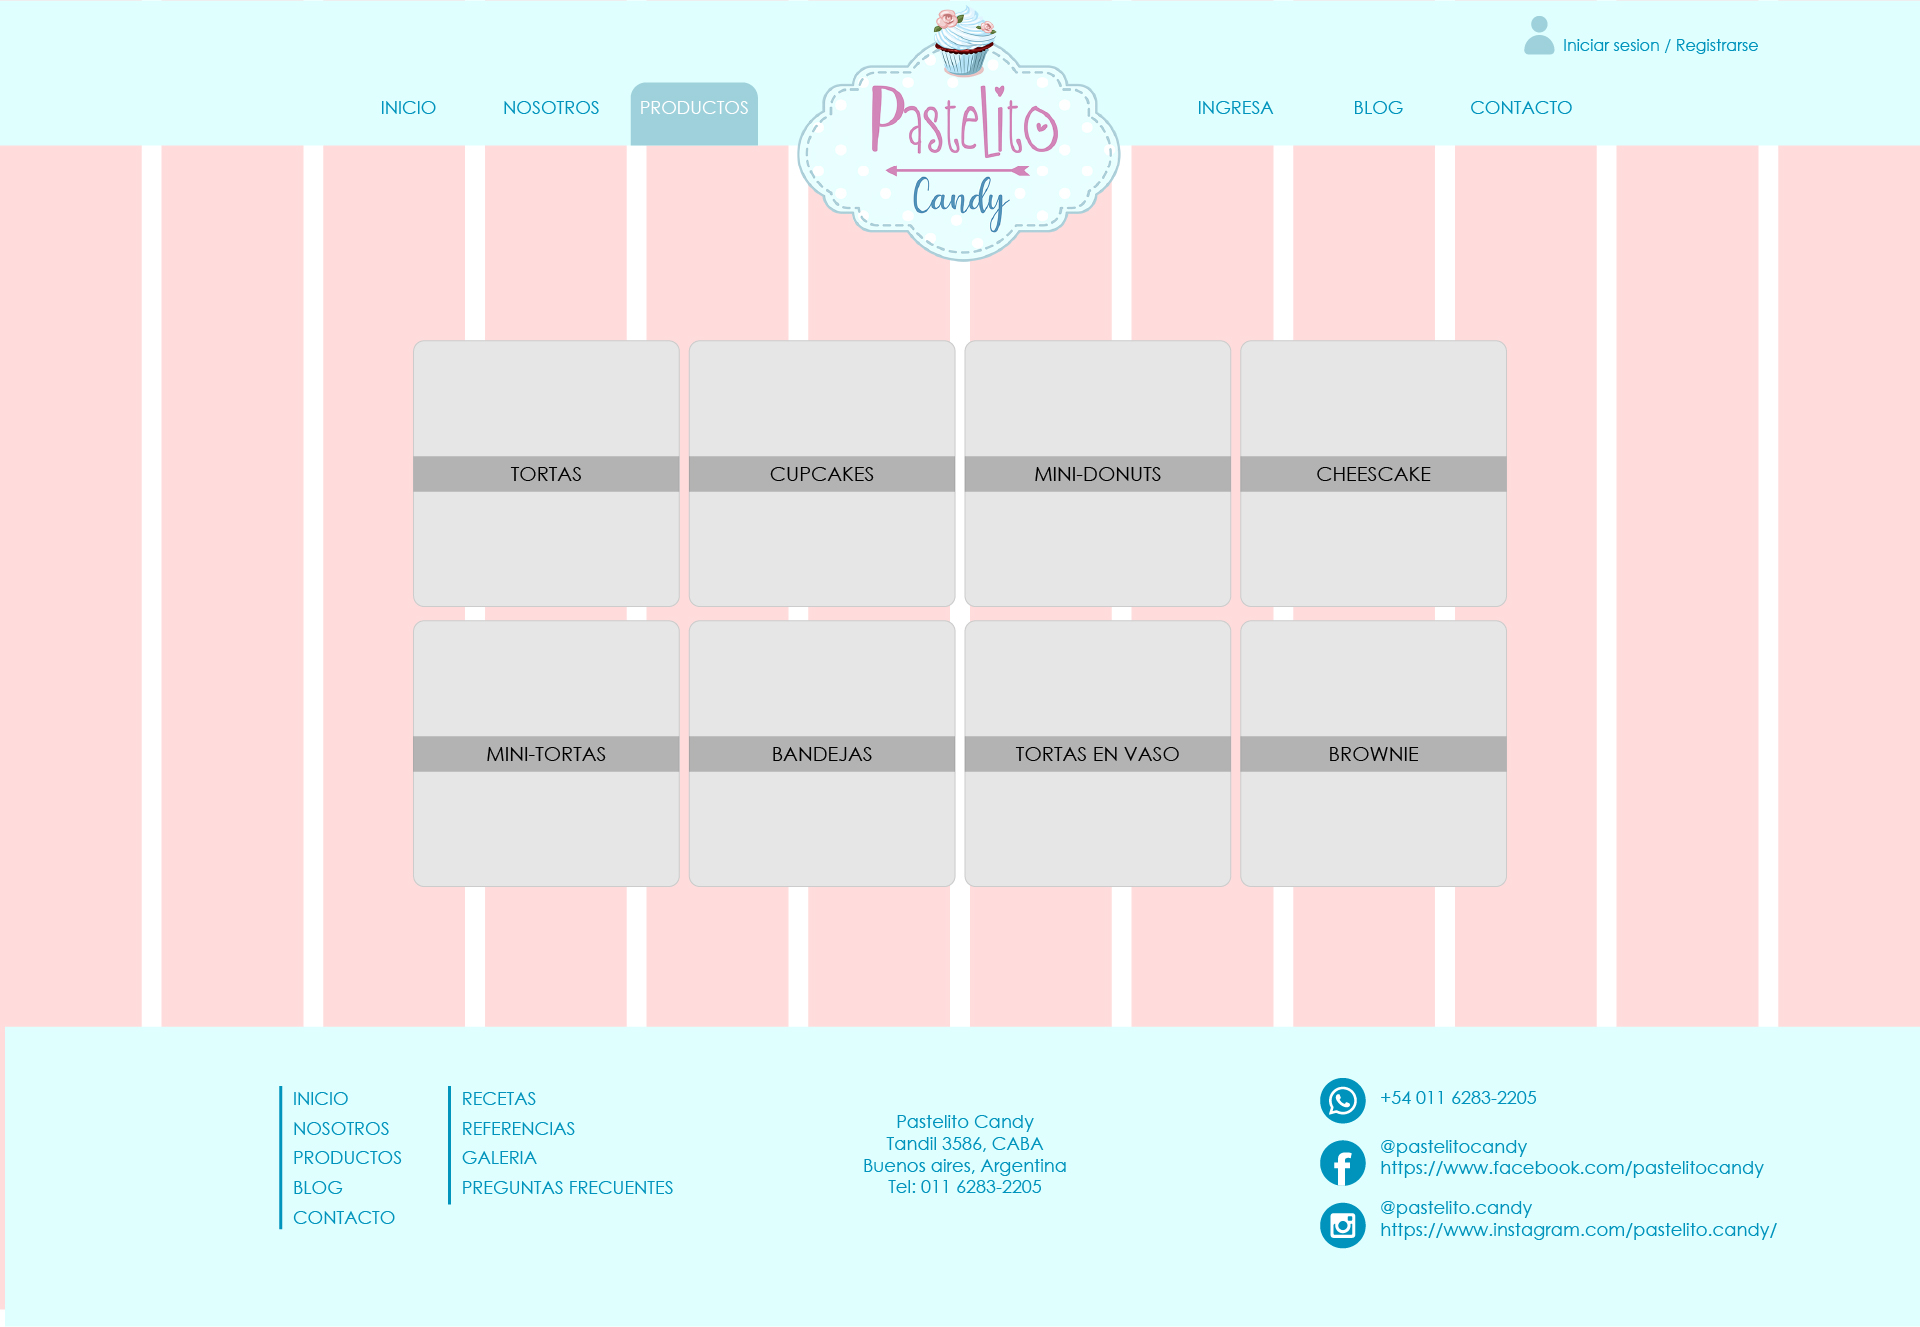 Iniciar sesion / Registrarse
INICIO
NOSOTROS
PRODUCTOS
Pastelito
Candy
INGRESA
BLOG
CONTACTO
TORTAS
CUPCAKES
MINI-DONUTS
CHEESCAKE
MINI-TORTAS
BANDEJAS
TORTAS EN VASO
BROWNIE
INICIO
NOSOTROS
PRODUCTOS
BLOG
CONTACTO
RECETAS
REFERENCIAS
GALERIA
PREGUNTAS FRECUENTES
Pastelito Candy
Tandil 3586, CABA
Buenos aires, Argentina
Tel: 011 6283-2205
+54 011 6283-2205
@pastelitocandy
https://www.facebook.com/pastelitocandy
@pastelito.candy
https://www.instagram.com/pastelito.candy/